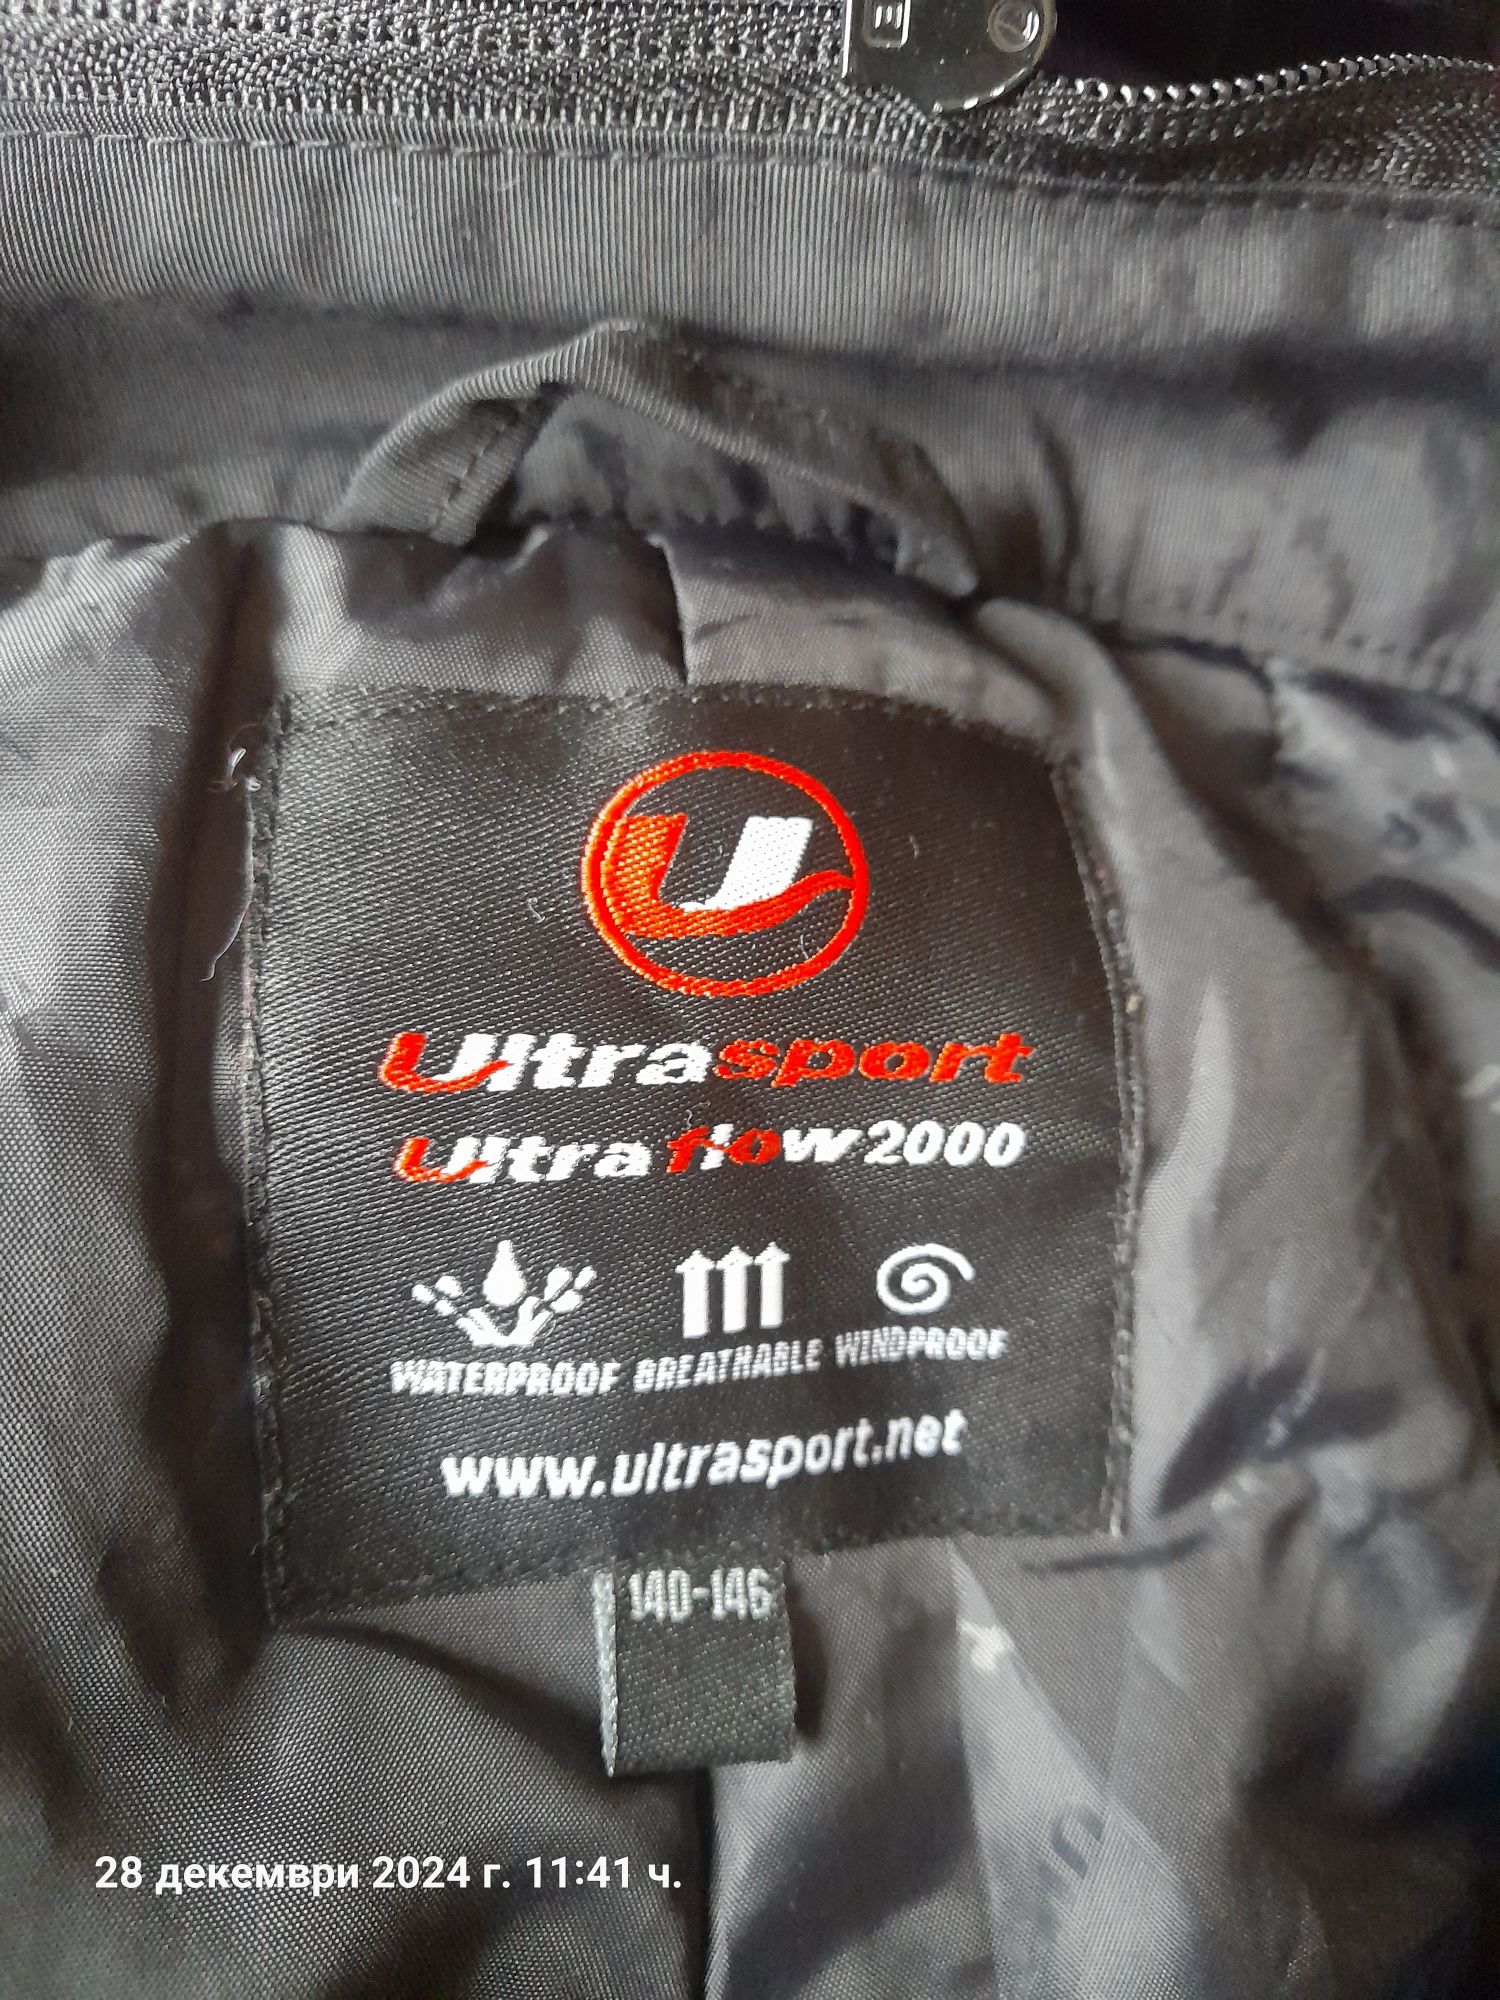 Ultrasport
Ultraflow2000
WATERPROOF BREATHABLE WINDPROOF
www.ultrasport.net
140-146
28 декември 2024 г. 11:41 ч.